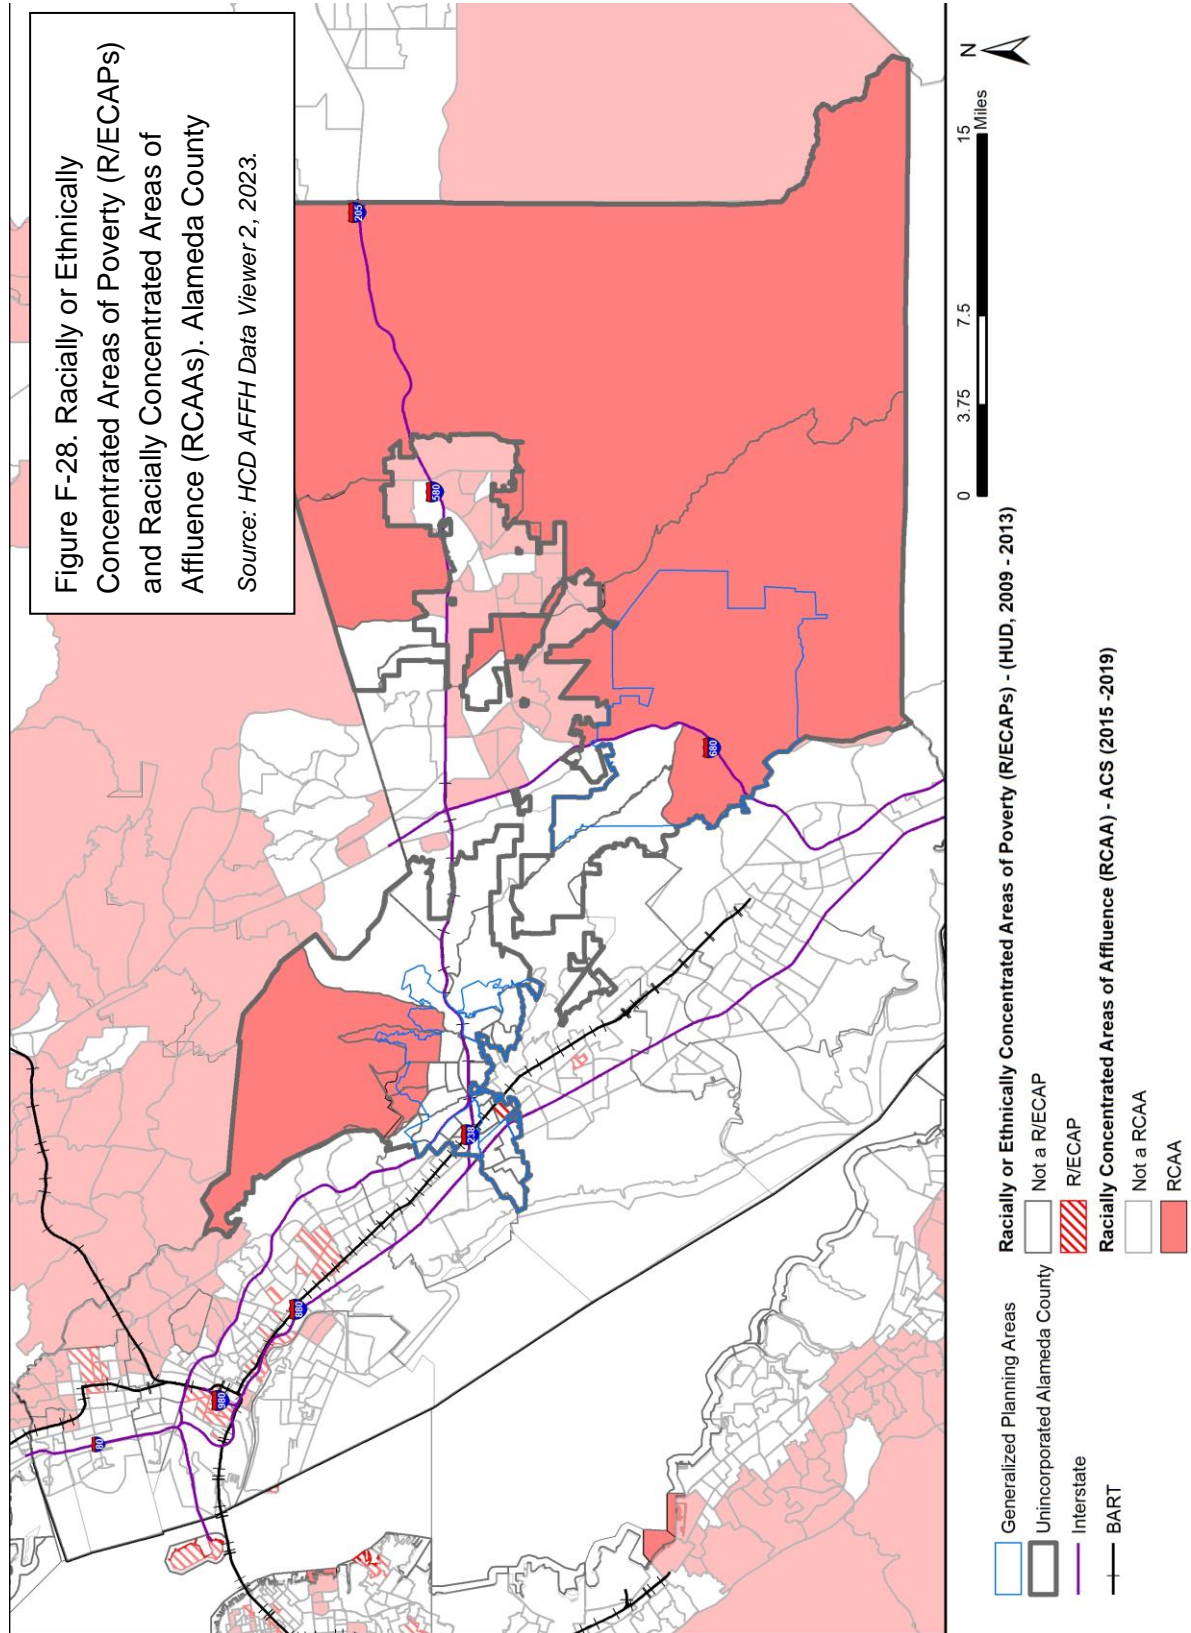 Figure F-28. Racially or Ethnically
Concentrated Areas of Poverty (R/ECAPs)
and Racially Concentrated Areas of
Affluence (RCAAs). Alameda County
Source: HCD AFFH Data Viewer 2, 2023.
80
980
880
238
580
205
680
N
0 3.75 7.5 15
Miles
Generalized Planning Areas
Unincorporated Alameda County
Interstate
BART
Racially or Ethnically Concentrated Areas of Poverty (R/ECAPs) - (HUD, 2009 - 2013)
Not a R/ECAP
R/ECAP
Racially Concentrated Areas of Affluence (RCAA) - ACS (2015 -2019)
Not a RCAA
RCAA